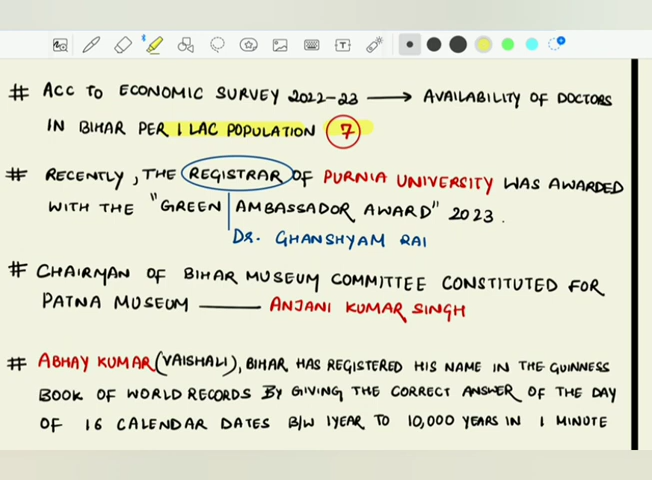 # ACC TO ECONOMIC SURVEY 2022-23 ⟶ AVAILABILITY OF DOCTORS
IN BIHAR PER 1 LAC POPULATION 7
# RECENTLY, THE REGISTRAR OF PURNIA UNIVERSITY WAS AWARDED
WITH THE "GREEN AMBASSADOR AWARD" 2023.
DR. GHANSHYAM RAI
# CHAIRMAN OF BIHAR MUSEUM COMMITTEE CONSTITUTED FOR
PATNA MUSEUM —— ANJANI KUMAR SINGH
# ABHAY KUMAR (VAISHALI), BIHAR HAS REGISTERED HIS NAME IN THE GUINNESS
BOOK OF WORLD RECORDS BY GIVING THE CORRECT ANSWER OF THE DAY
OF 16 CALENDAR DATES B/W 1YEAR TO 10,000 YEARS IN 1 MINUTE